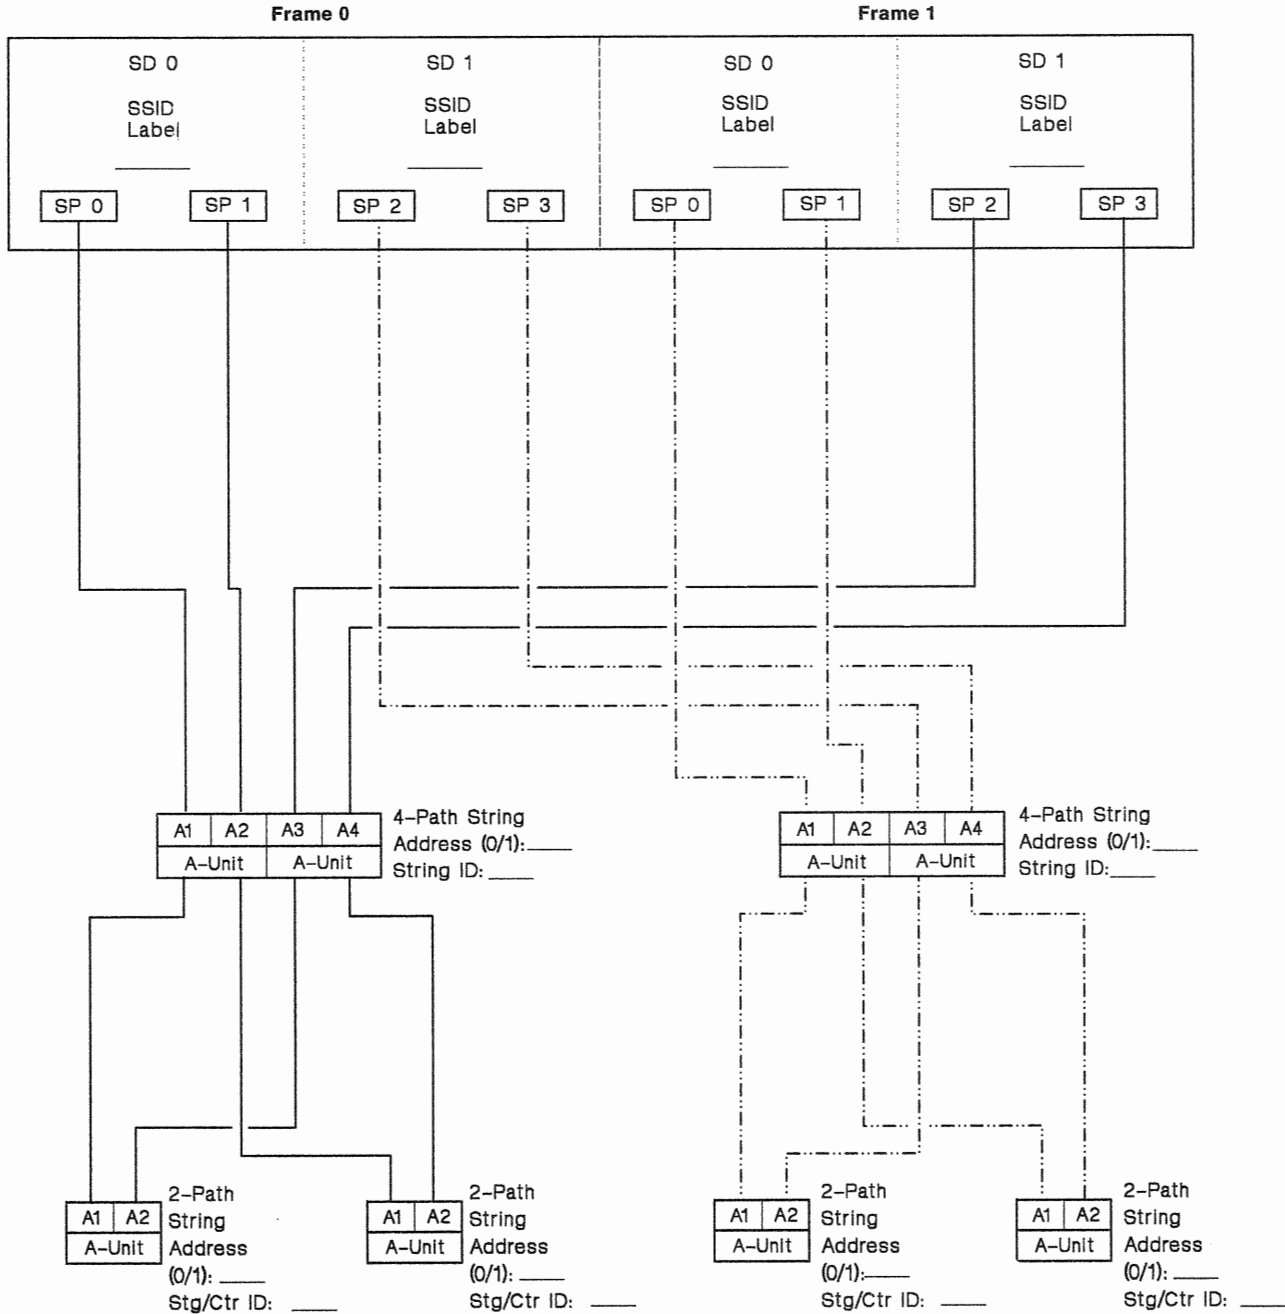 Frame 0
Frame 1
SD 0
SD 1
SD 0
SD 1
SSID
Label
SSID
Label
SSID
Label
SSID
Label
SP 0
SP 1
SP 2
SP 3
SP 0
SP 1
SP 2
SP 3
A1 A2 A3 A4
A-Unit A-Unit
4-Path String
Address (0/1):____
String ID:____
A1 A2 A3 A4
A-Unit A-Unit
4-Path String
Address (0/1):____
String ID:____
A1 A2
A-Unit
2-Path
String
Address
(0/1): ____
Stg/Ctr ID: ____
A1 A2
A-Unit
2-Path
String
Address
(0/1): ____
Stg/Ctr ID: ____
A1 A2
A-Unit
2-Path
String
Address
(0/1):____
Stg/Ctr ID: ____
A1 A2
A-Unit
2-Path
String
Address
(0/1): ____
Stg/Ctr ID: ____